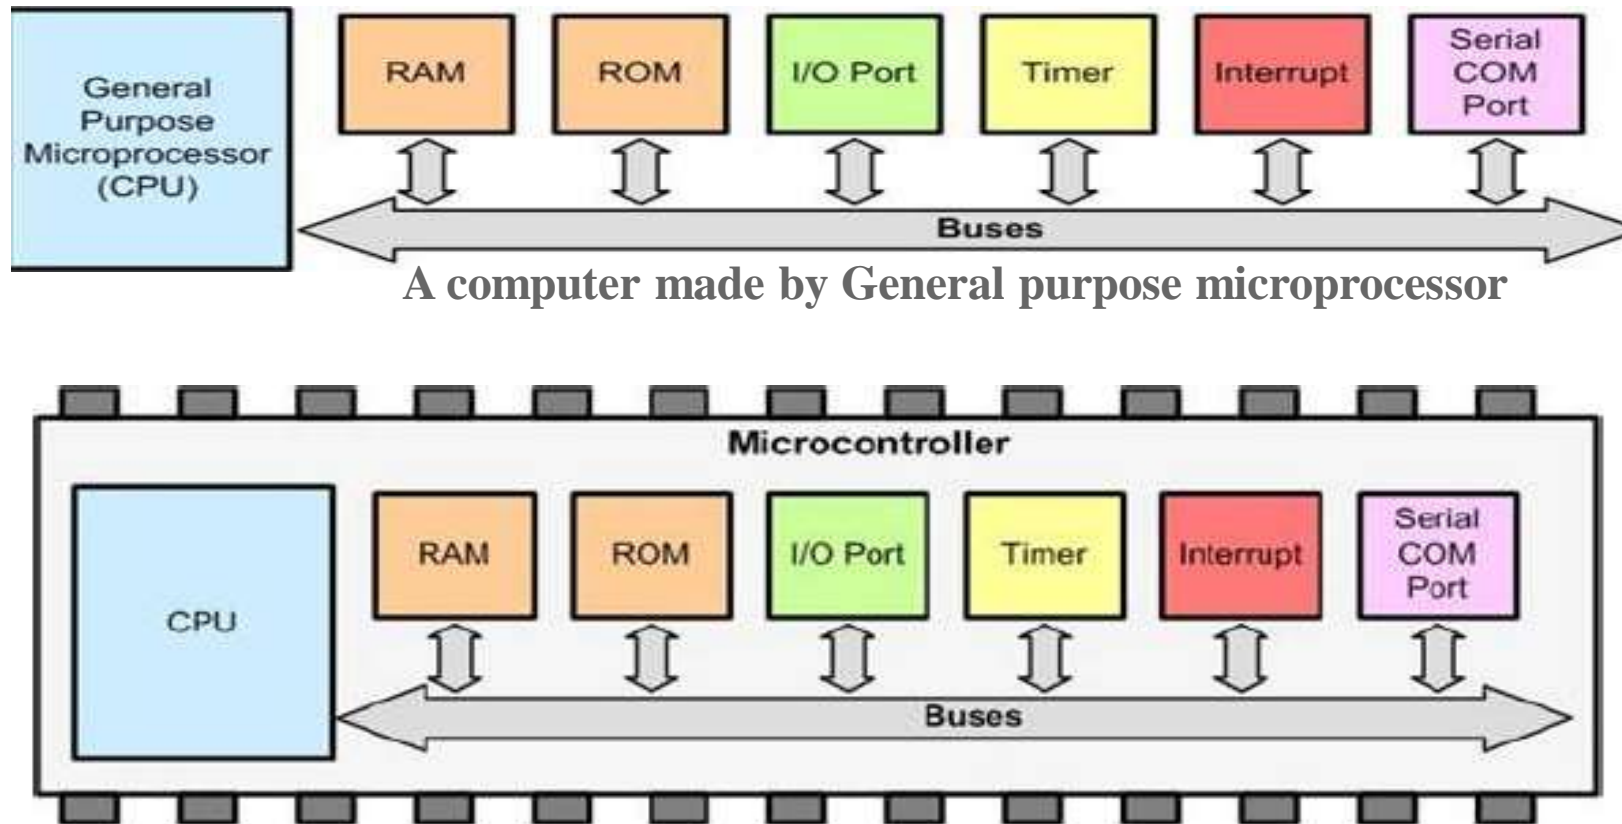 General
Purpose
Microprocessor
(CPU)
RAM
ROM
I/O Port
Timer
Interrupt
Serial
COM
Port
Buses
A computer made by General purpose microprocessor
Microcontroller
CPU
RAM
ROM
I/O Port
Timer
Interrupt
Serial
COM
Port
Buses